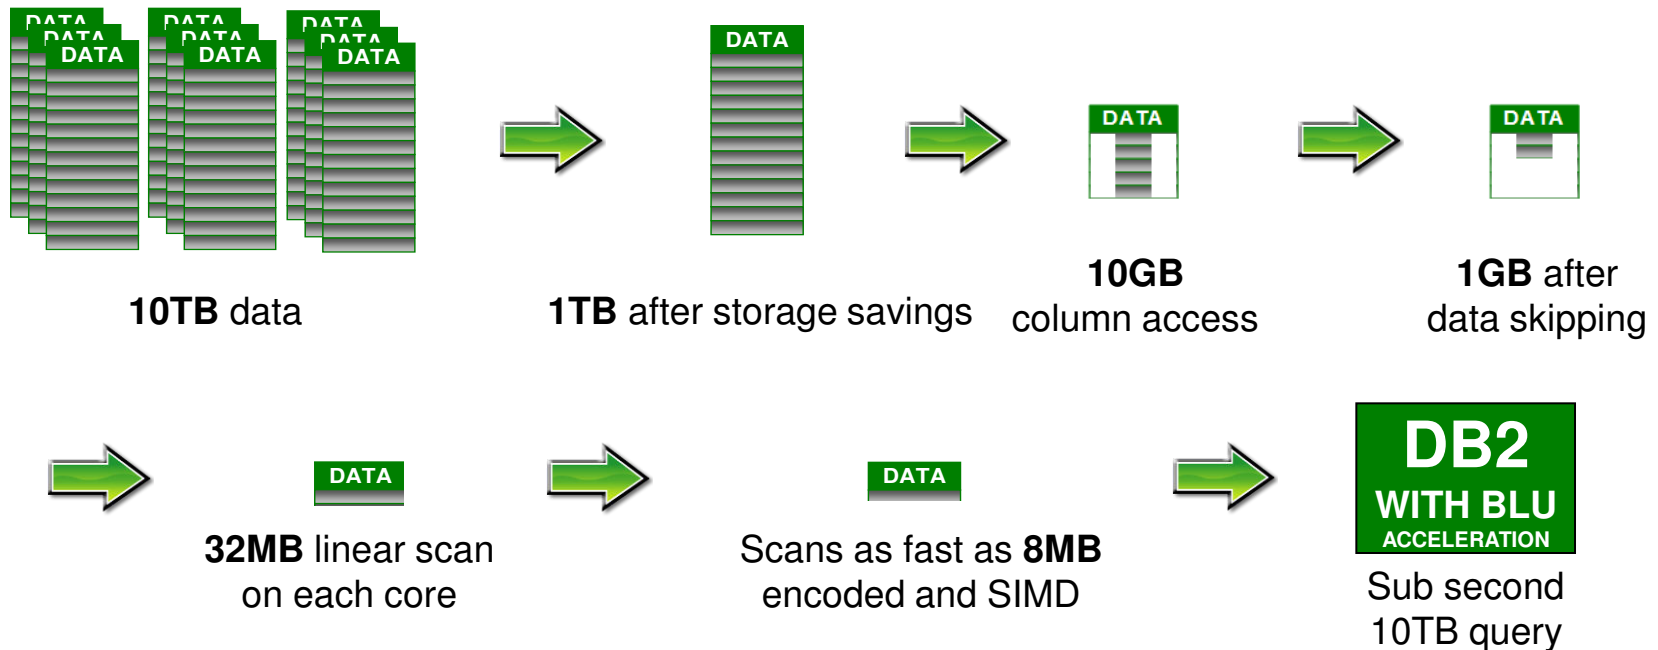 DATA DATA DATA
DATA DATA DATA
DATA DATA DATA
DATA
DATA
DATA
10TB data
1TB after storage savings
10GB
column access
1GB after
data skipping
DATA
32MB linear scan
on each core
DATA
Scans as fast as 8MB
encoded and SIMD
DB2
WITH BLU
ACCELERATION
Sub second
10TB query